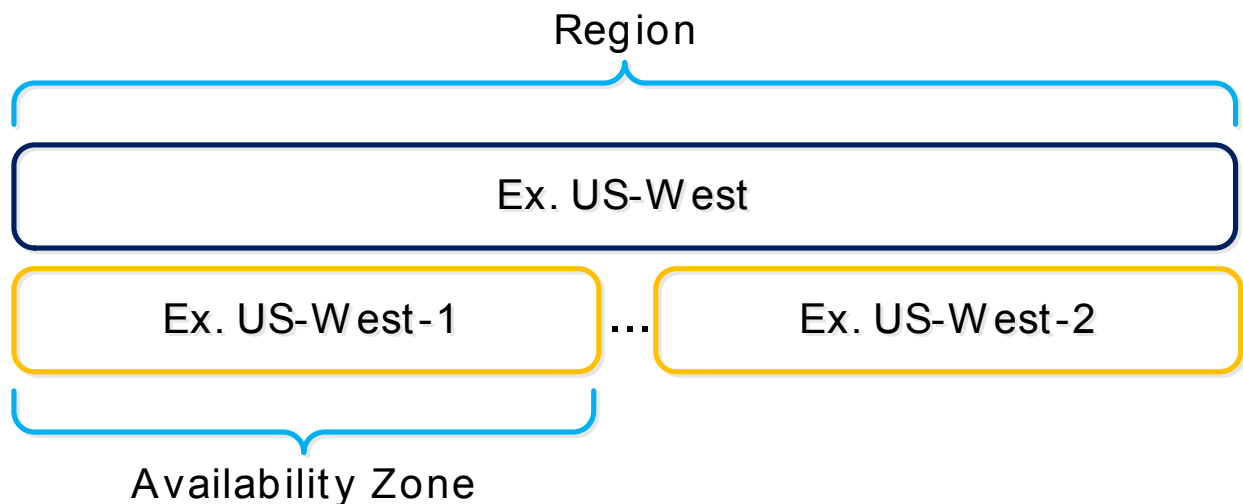 Region
Ex. US-West
Ex. US-West-1 ... Ex. US-West-2
Availability Zone